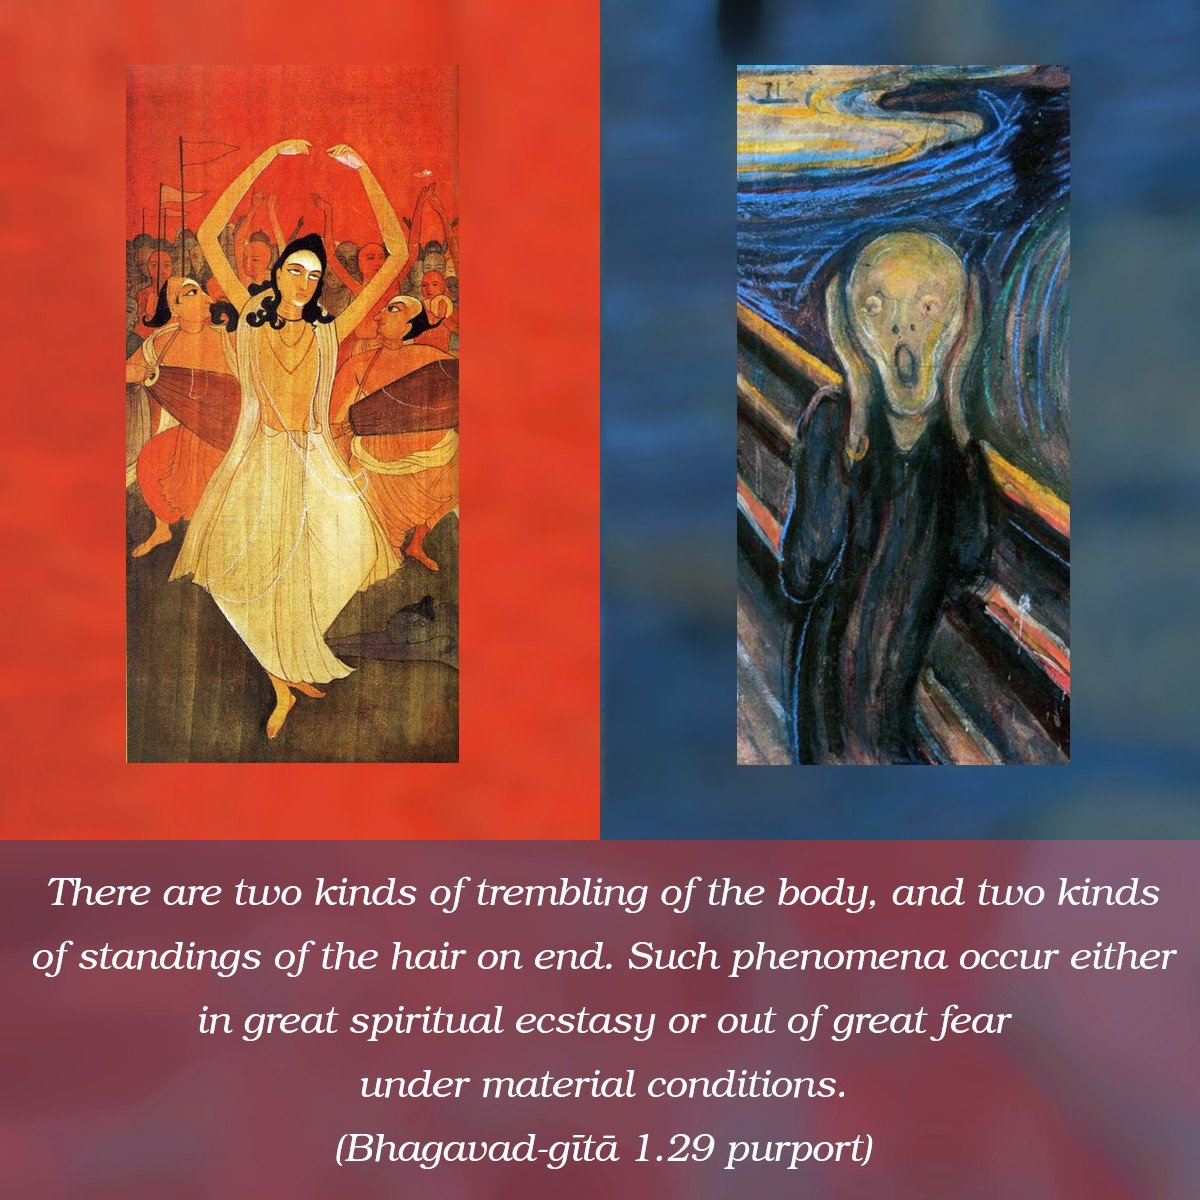 There are two kinds of trembling of the body, and two kinds
of standings of the hair on end. Such phenomena occur either
in great spiritual ecstasy or out of great fear
under material conditions.
(Bhagavad-gītā 1.29 purport)